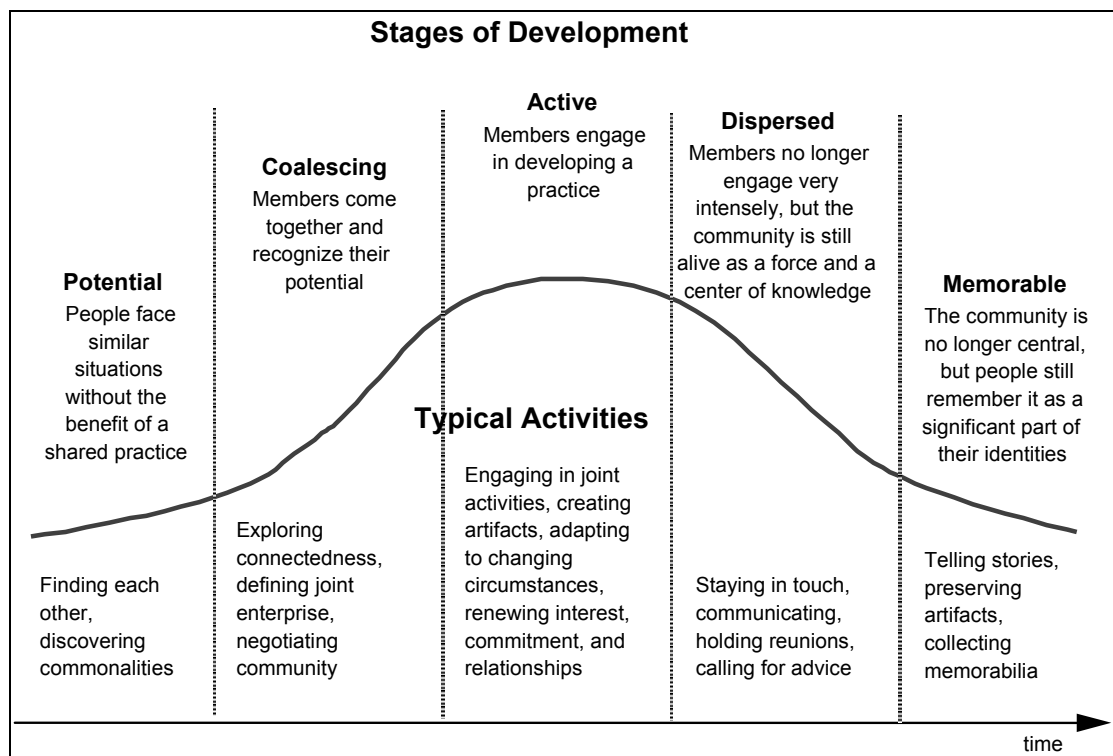 Stages of Development
Potential
People face
similar
situations
without the
benefit of a
shared practice
Coalescing
Members come
together and
recognize their
potential
Active
Members engage
in developing a
practice
Dispersed
Members no longer
engage very
intensely, but the
community is still
alive as a force and a
center of knowledge
Memorable
The community is
no longer central,
but people still
remember it as a
significant part of
their identities
Typical Activities
Finding each
other,
discovering
commonalities
Exploring
connectedness,
defining joint
enterprise,
negotiating
community
Engaging in joint
activities, creating
artifacts, adapting
to changing
circumstances,
renewing interest,
commitment, and
relationships
Staying in touch,
communicating,
holding reunions,
calling for advice
Telling stories,
preserving
artifacts,
collecting
memorabilia
time